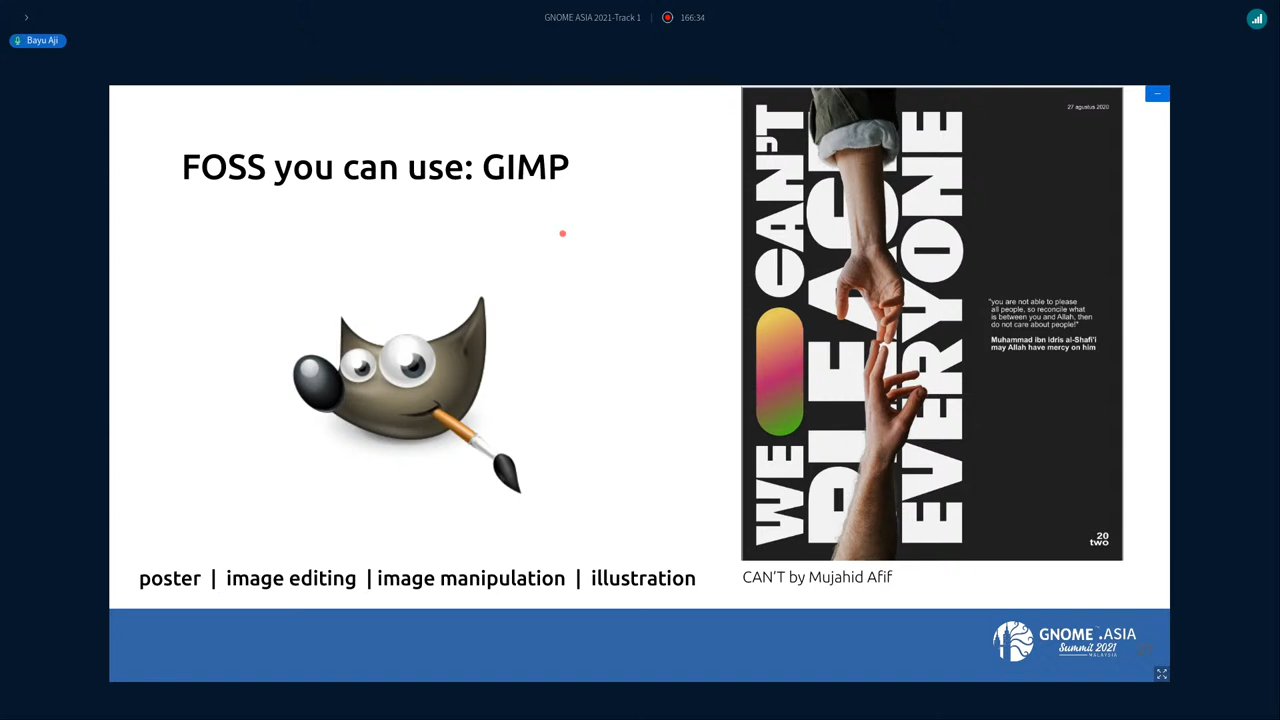 GNOME ASIA 2021-Track 1
166:34
Bayu Aji
FOSS you can use: GIMP
27 agustus 2020
WE CAN'T
PLEASE
EVERYONE
"you are not able to please
all people, so reconcile what
is between you and Allah, then
do not care about people!"
Muhammad ibn Idris al-Shafi'i
may Allah have mercy on him
20
two
poster | image editing | image manipulation | illustration
CAN'T by Mujahid Afif
GNOME™.ASIA
Summit 2021
MALAYSIA